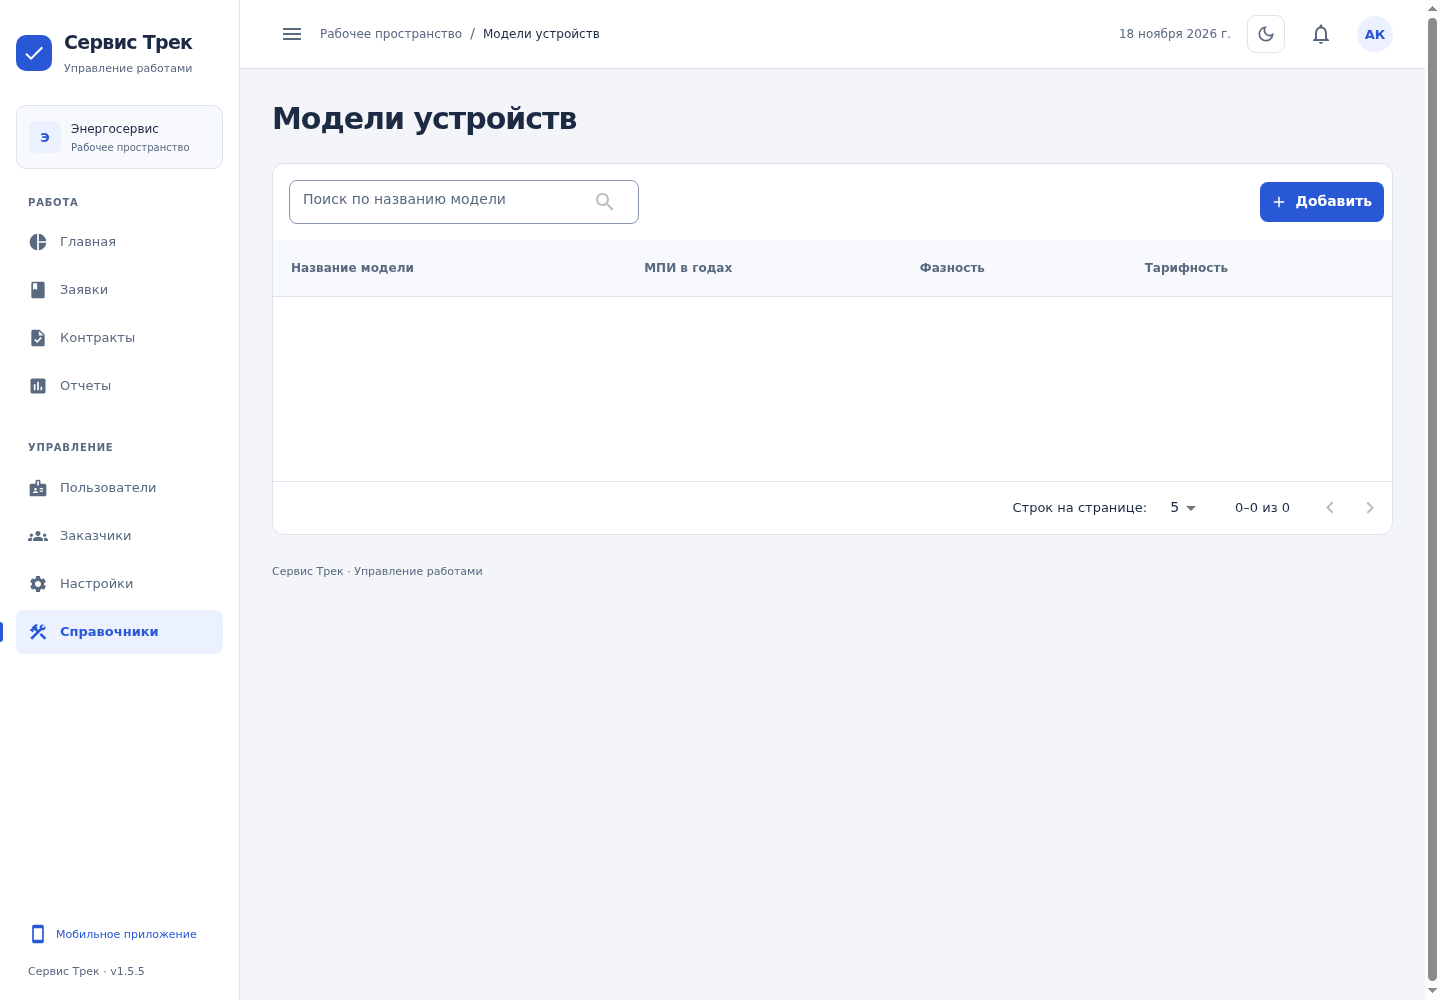 Сервис Трек
Управление работами
Э
Энергосервис
Рабочее пространство
РАБОТА
Главная
Заявки
Контракты
Отчеты
УПРАВЛЕНИЕ
Пользователи
Заказчики
Настройки
Справочники
Мобильное приложение
Сервис Трек · v1.5.5
Рабочее пространство / Модели устройств
18 ноября 2026 г.
АК
Модели устройств
Поиск по названию модели
Добавить
Название модели МПИ в годах Фазность Тарифность
Строк на странице: 5 0–0 из 0
Сервис Трек · Управление работами